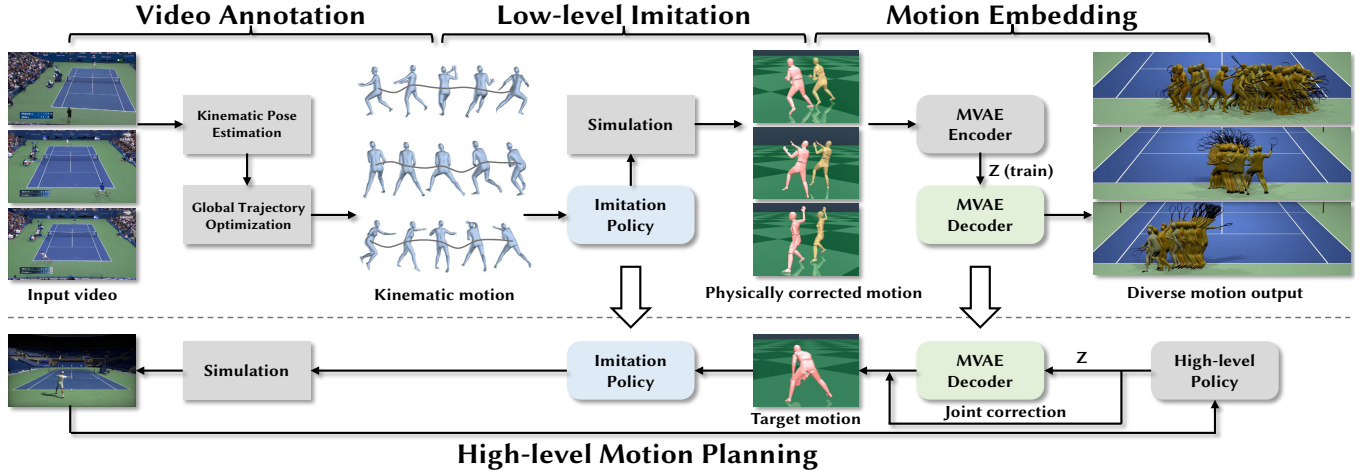 Video Annotation
Low-level Imitation
Motion Embedding
Kinematic Pose
Estimation
Global Trajectory
Optimization
Simulation
Imitation
Policy
MVAE
Encoder
Z (train)
MVAE
Decoder
Input video
Kinematic motion
Physically corrected motion
Diverse motion output
Simulation
Imitation
Policy
Target motion
MVAE
Decoder
Z
High-level
Policy
Joint correction
High-level Motion Planning